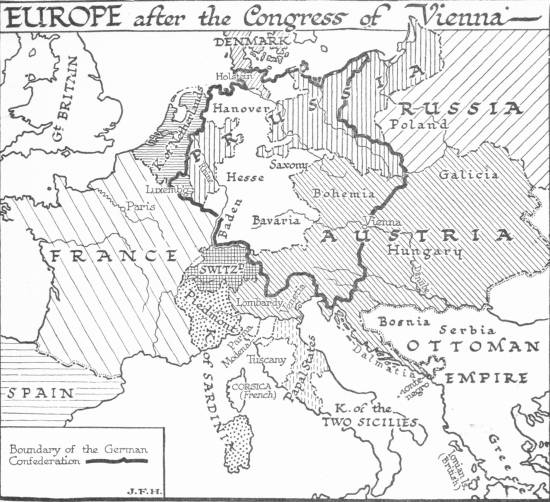 EUROPE after the Congress of Vienna
DENMARK
Holstein
Gt BRITAIN
Hanover
PRUSSIA
RUSSIA
Poland
Netherlands
Luxembg
Hesse
Saxony
Galicia
Bohemia
Paris
Baden
Bavaria
Vienna
AUSTRIA
Hungary
FRANCE
SWITZ
Lombardy
Venetia
Piedmont
K. of SARDINIA
Parma
Modena
Tuscany
Papal States
CORSICA
(French)
Bosnia
Serbia
Dalmatia
Montenegro
OTTOMAN
EMPIRE
SPAIN
K. of the
TWO SICILIES
Greece
Ionian Is
(British)
Boundary of the German
Confederation
J.F.H.